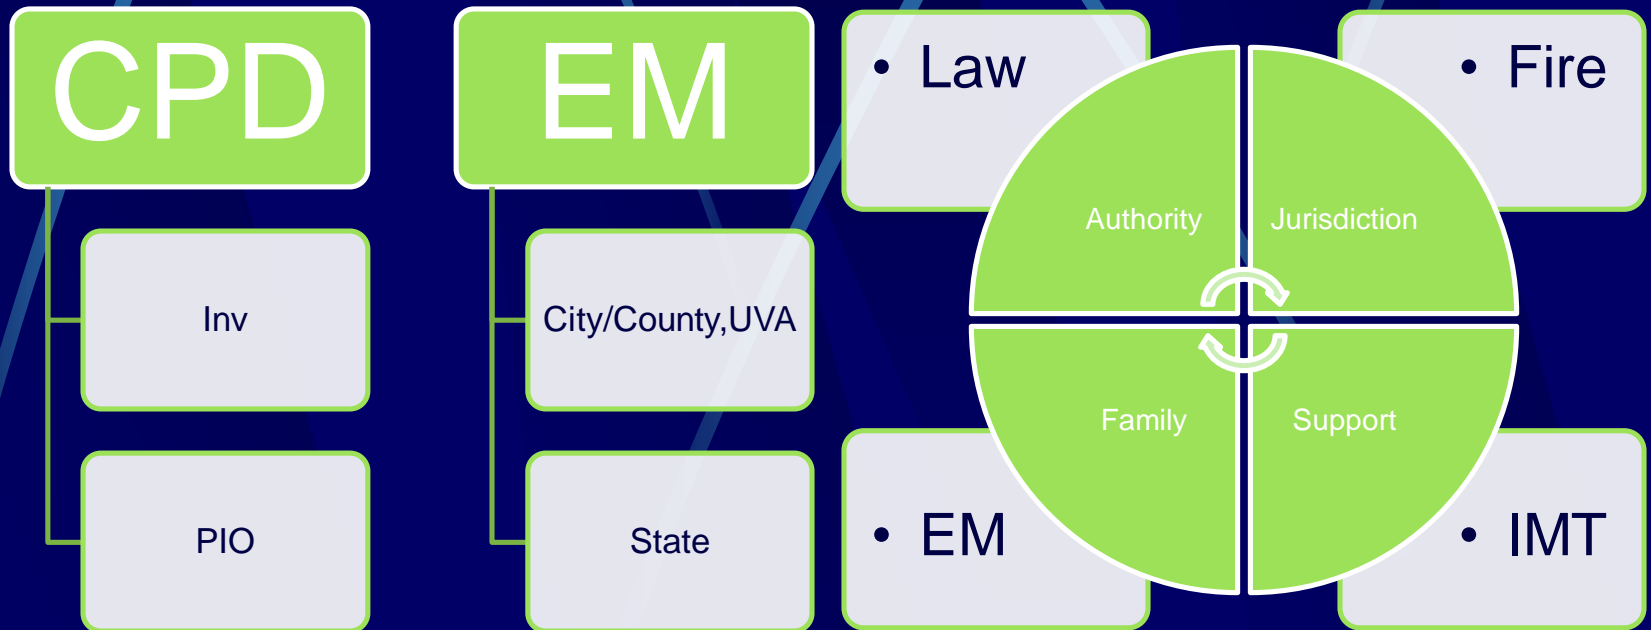 CPD
Inv
PIO
EM
City/County,UVA
State
• Law
• Fire
Authority
Jurisdiction
Family
Support
• EM
• IMT